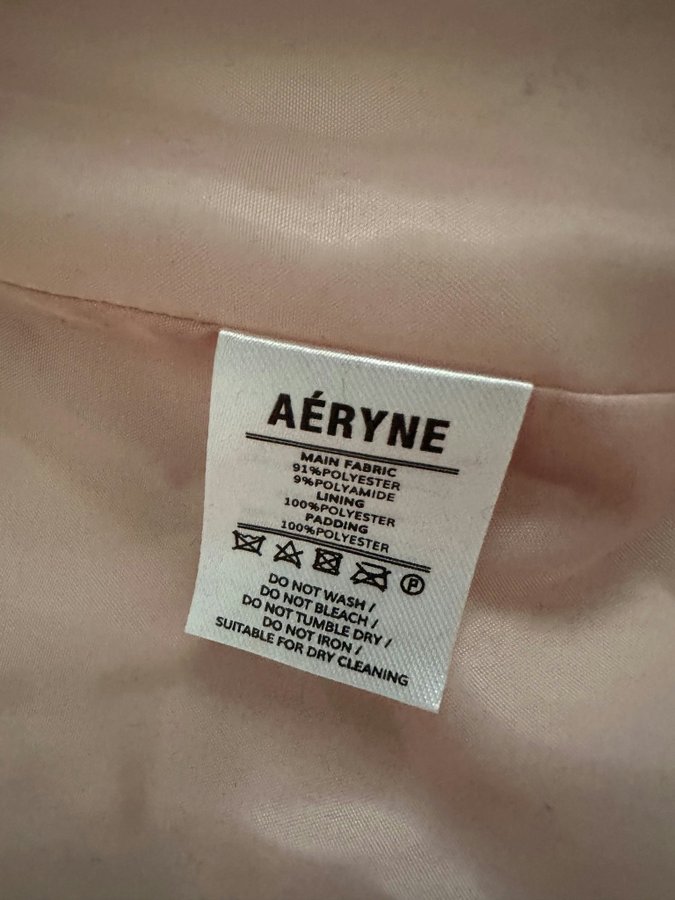 AÉRYNE
MAIN FABRIC
91%POLYESTER
9%POLYAMIDE
LINING
100%POLYESTER
PADDING
100%POLYESTER
P
DO NOT WASH /
DO NOT BLEACH /
DO NOT TUMBLE DRY /
DO NOT IRON /
SUITABLE FOR DRY CLEANING